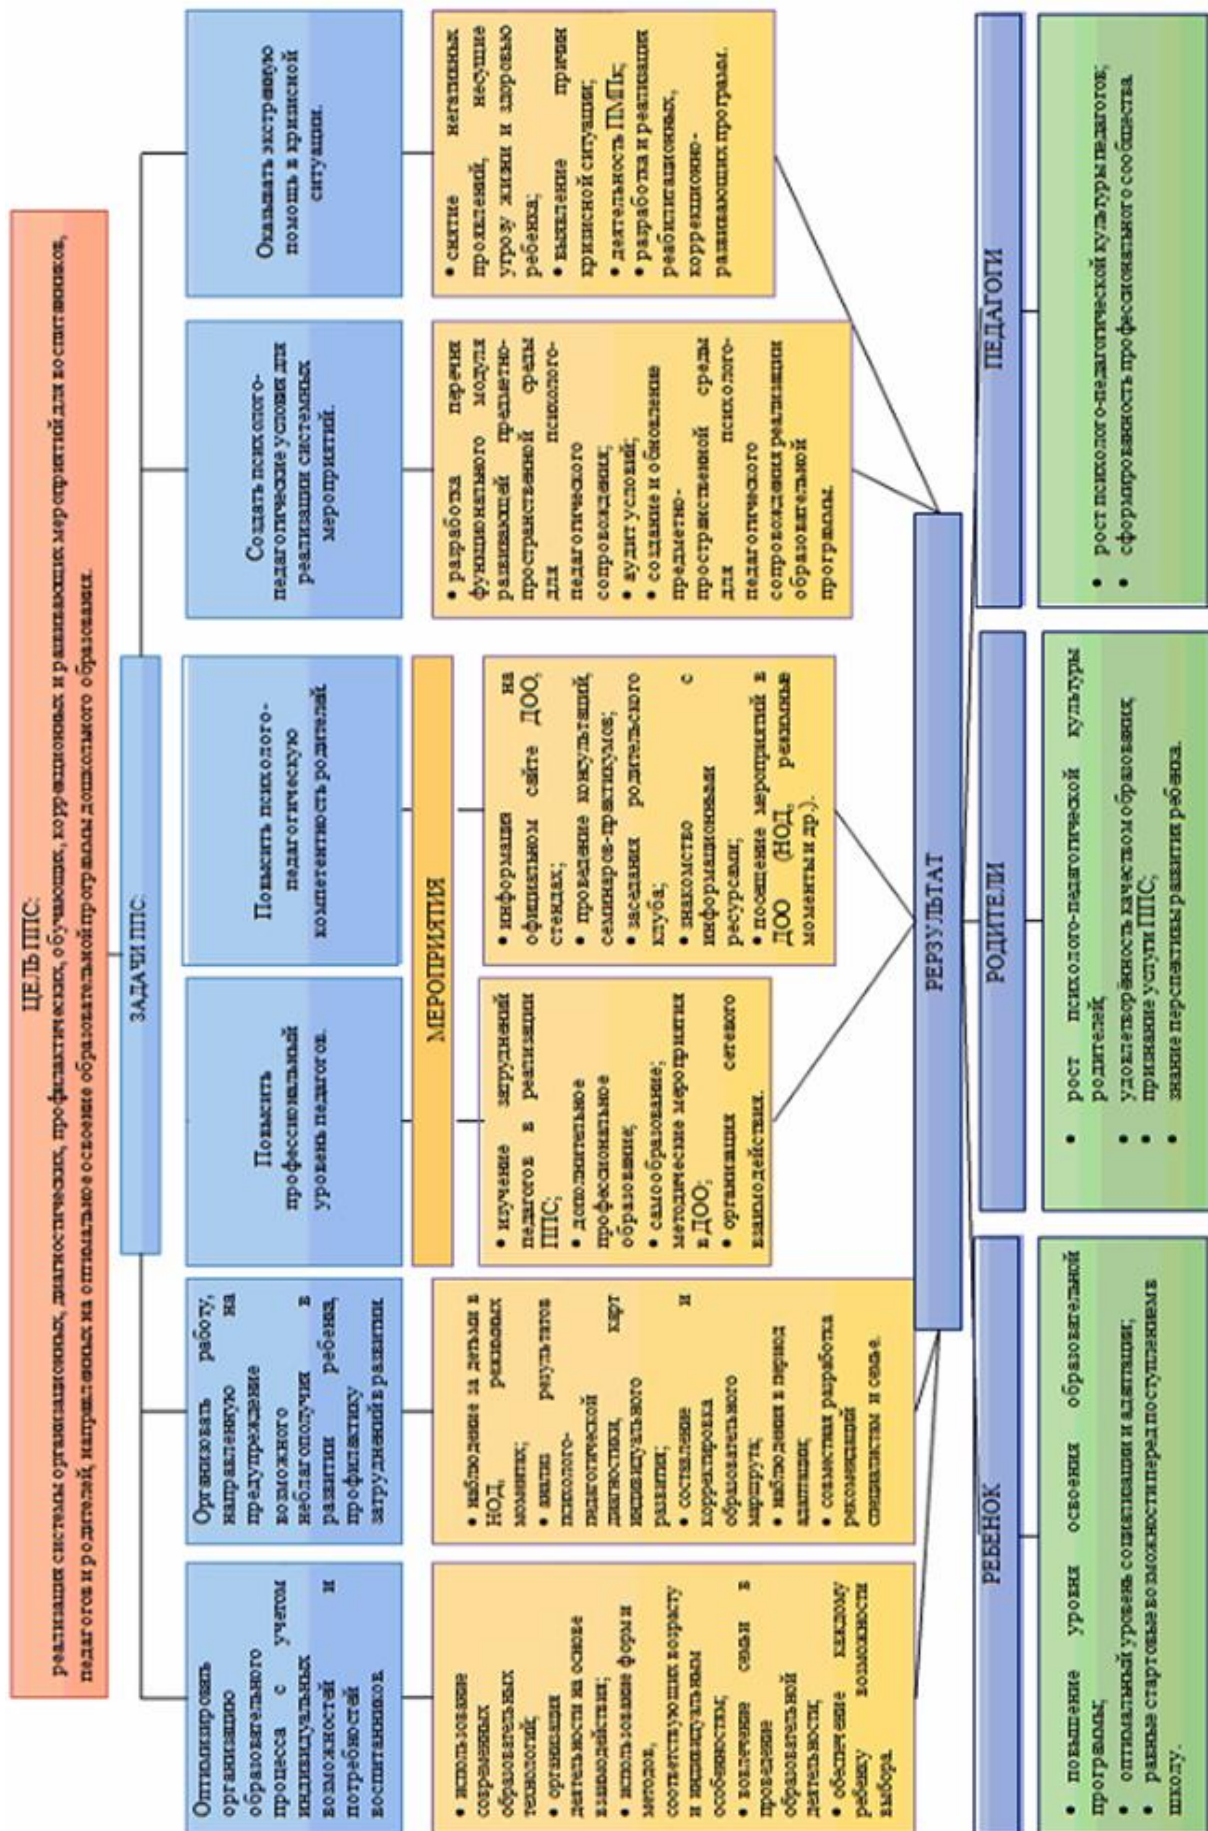 ЦЕЛЬ ППС:
реализация системы организационных, диагностических, профилактических, обучающих, коррекционных и развивающих мероприятий для воспитанников,
педагогов и родителей, направленных на оптимальное освоение образовательной программы дошкольного образования.
ЗАДАЧИ ППС:
Оптимизировать
организацию
образовательного
процесса с учетом
индивидуальных
возможностей и
потребностей
воспитанников.
Организовать работу,
направленную на
предупреждение
возможного
неблагополучия в
развитии ребенка,
профилактику
затруднений в развитии.
Повысить
профессиональный
уровень педагогов.
Повысить психолого-
педагогическую
компетентность родителей.
Создать психолого-
педагогические условия для
реализации системных
мероприятий.
Оказывать экстренную
помощь в кризисной
ситуации.
МЕРОПРИЯТИЯ
• использование
современных
образовательных
технологий;
• организация
деятельности на основе
взаимодействия;
• использование форм и
методов,
соответствующих возрасту
и индивидуальным
особенностям;
• вовлечение семьи в
проведение
образовательной
деятельности;
• обеспечение каждому
ребенку возможности
выбора.
• наблюдение за детьми в
НОД, режимных
моментах;
• анализ результатов
психолого-
педагогической
диагностики, карт
индивидуального
развития;
• составление и
корректировка
образовательного
маршрута;
• наблюдения в период
адаптации;
• совместная разработка
рекомендаций
специалистам и семье.
• изучение затруднений
педагогов в реализации
ППС;
• дополнительное
профессиональное
образование;
• самообразование;
методические мероприятия
в ДОО;
• организация сетевого
взаимодействия.
• информация на
официальном сайте ДОО,
стендах;
• проведение консультаций,
семинаров-практикумов;
• заседания родительского
клуба;
• знакомство с
информационными
ресурсами;
• посещение мероприятий в
ДОО (НОД, режимные
моменты и др.).
• разработка перечня
функционального модуля
развивающей предметно-
пространственной среды
для психолого-
педагогического
сопровождения;
• аудит условий;
• создание и обновление
предметно-
пространственной среды
для психолого-
педагогического
сопровождения реализации
образовательной
программы.
• снятие негативных
проявлений, несущие
угрозу жизни и здоровью
ребенка;
• выявление причин
кризисной ситуации;
• деятельность ПМПк;
• разработка и реализация
реабилитационных,
коррекционно-
развивающих программ.
РЕРЗУЛЬТАТ
РЕБЕНОК
РОДИТЕЛИ
ПЕДАГОГИ
• повышение уровня освоения образовательной
программы;
• оптимальный уровень социализации и адаптации;
• равные стартовые возможности перед поступлением в
школу.
• рост психолого-педагогической культуры
родителей;
• удовлетворённость качеством образования;
• признание услуги ППС;
• знание перспективы развития ребенка.
• рост психолого-педагогической культуры педагогов;
• сформированность профессионального сообщества